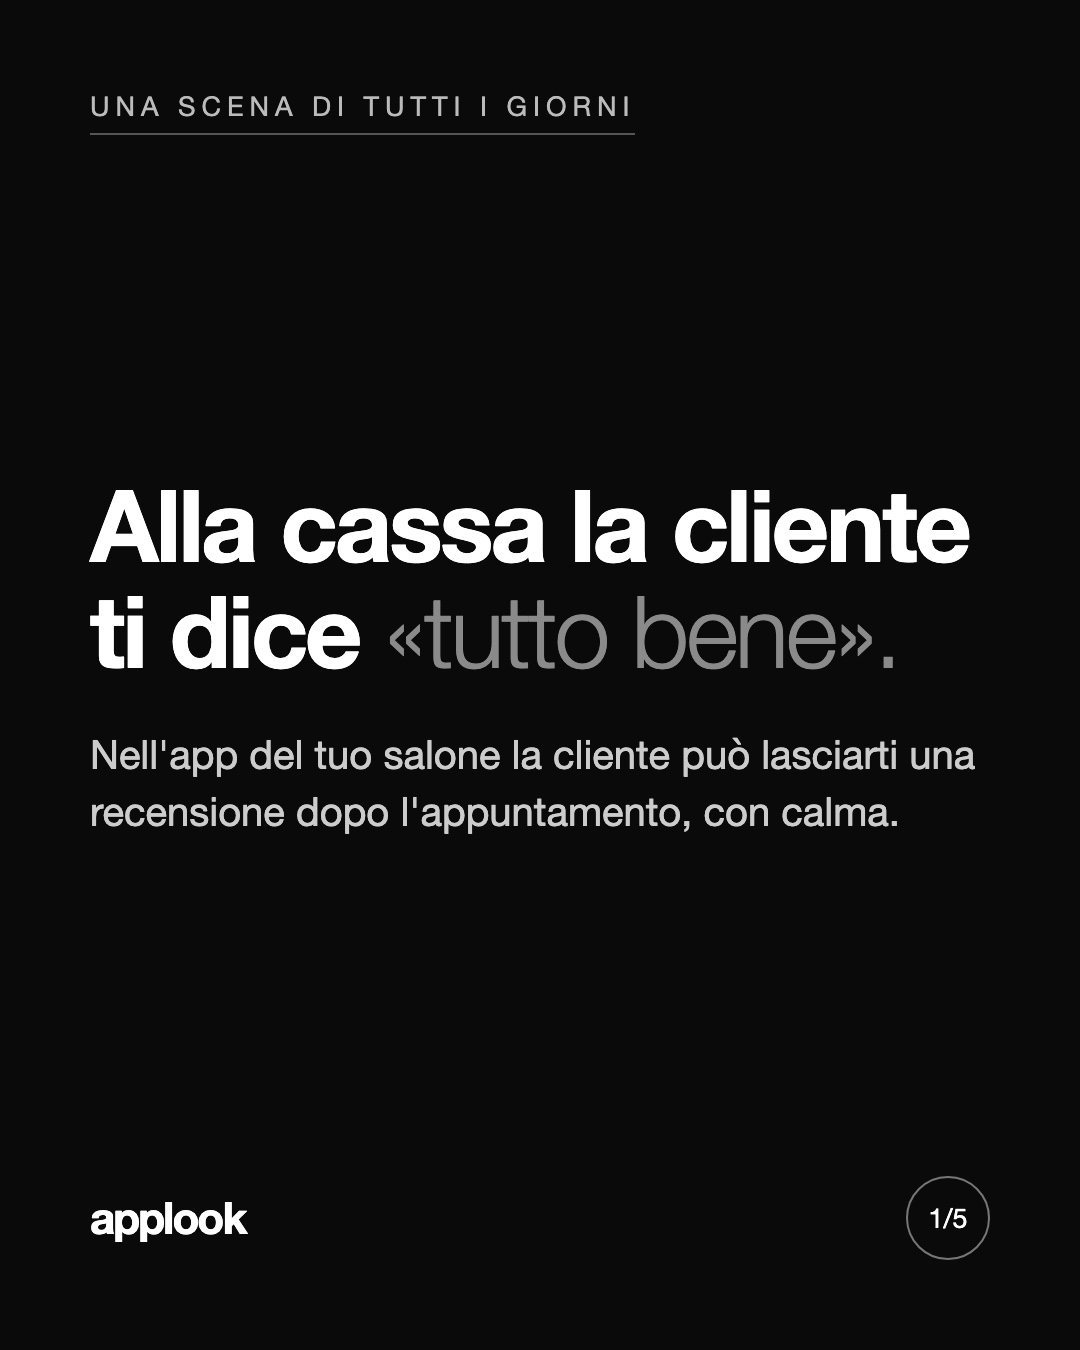 UNA SCENA DI TUTTI I GIORNI
Alla cassa la cliente
ti dice «tutto bene».
Nell'app del tuo salone la cliente può lasciarti una
recensione dopo l'appuntamento, con calma.
applook
1/5